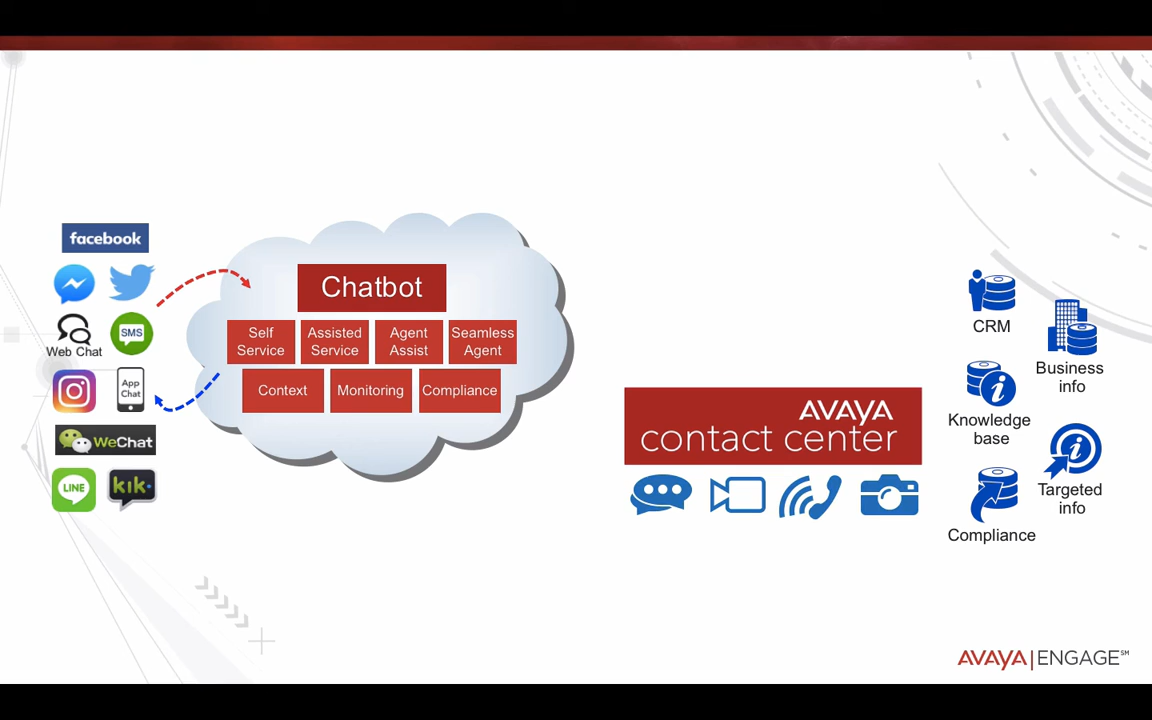 facebook
SMS
Web Chat
App
Chat
WeChat
LINE
kik
Chatbot
Self
Service
Assisted
Service
Agent
Assist
Seamless
Agent
Context
Monitoring
Compliance
AVAYA
contact center
CRM
Business
info
Knowledge
base
Targeted
info
Compliance
AVAYA | ENGAGE℠